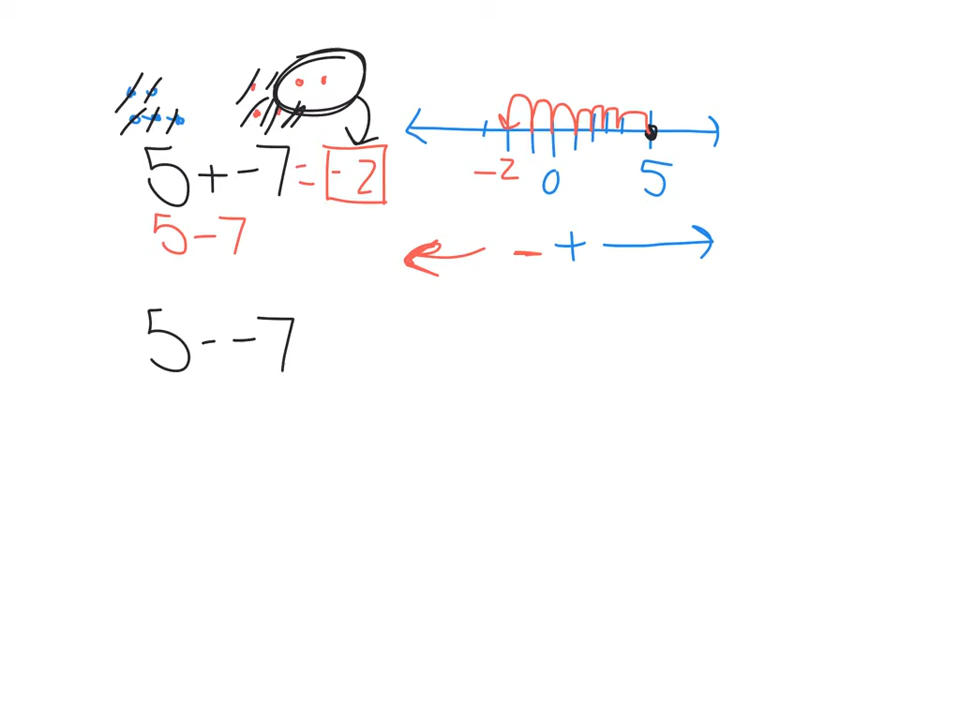 5 + -7 = -2
5 - 7
-2 0 5
- +
5 - -7